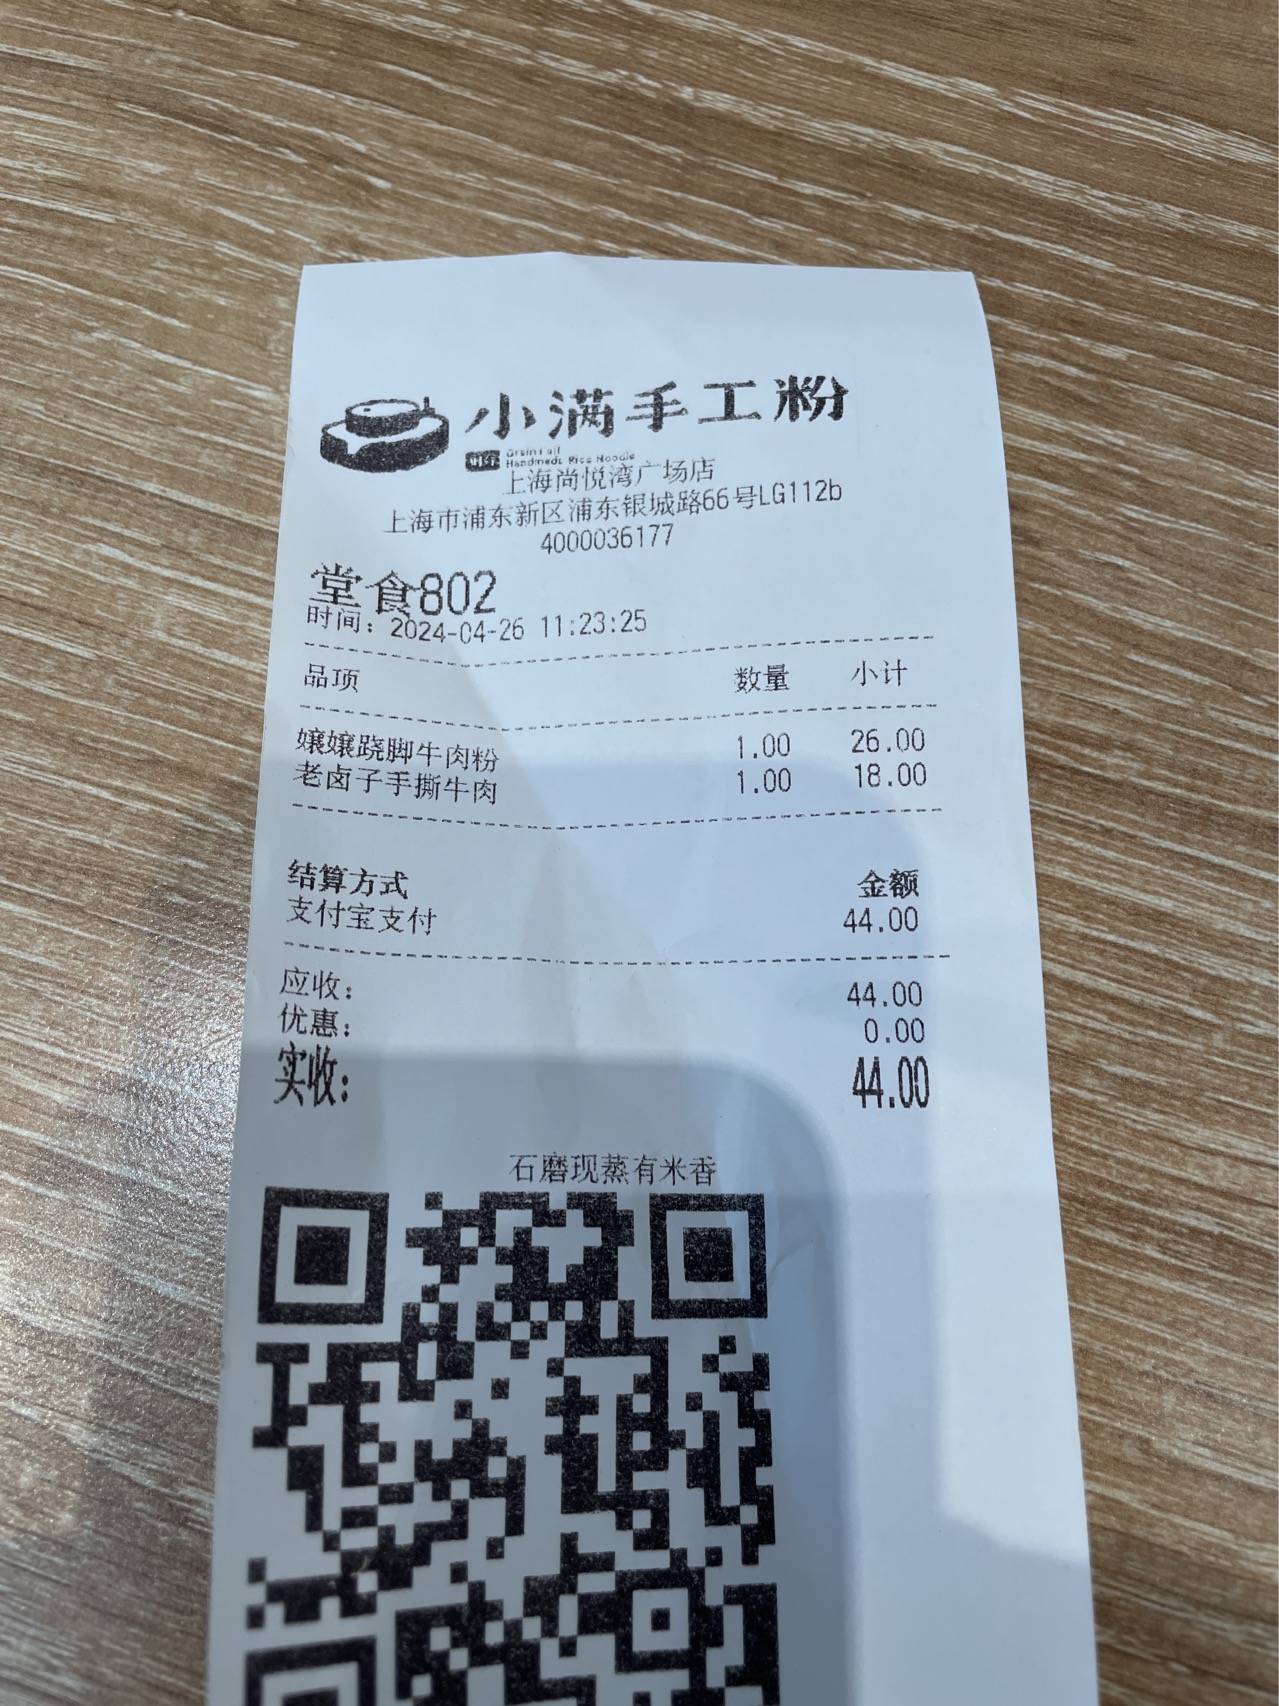 小满手工粉
Grain Full
Handmade Rice Noodle
上海尚悦湾广场店
上海市浦东新区浦东银城路66号LG112b
4000036177
堂食802
时间：2024-04-26 11:23:25
品项 数量 小计
嬢嬢跷脚牛肉粉 1.00 26.00
老卤子手撕牛肉 1.00 18.00
结算方式 金额
支付宝支付 44.00
应收： 44.00
优惠： 0.00
实收： 44.00
石磨现蒸有米香